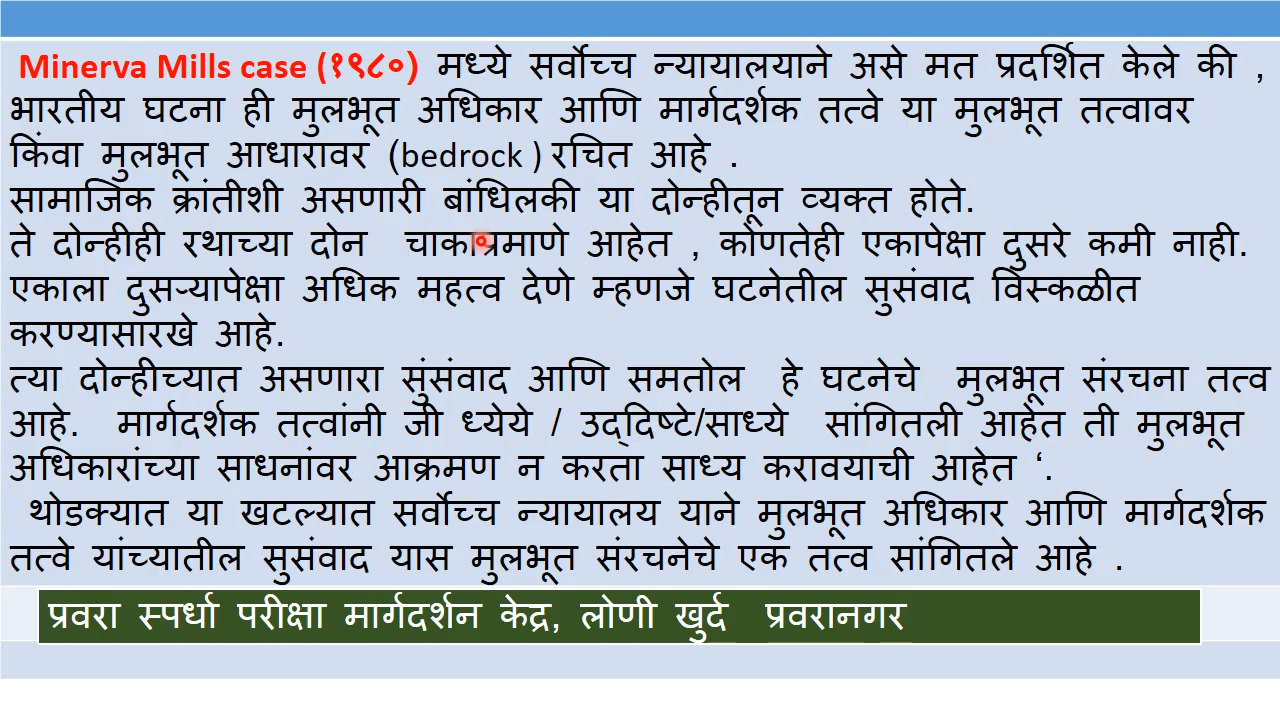 Minerva Mills case (१९८०) मध्ये सर्वोच्च न्यायालयाने असे मत प्रदर्शित केले की ,
भारतीय घटना ही मुलभूत अधिकार आणि मार्गदर्शक तत्वे या मुलभूत तत्वावर
किंवा मुलभूत आधारावर (bedrock ) रचित आहे .
सामाजिक क्रांतीशी असणारी बांधिलकी या दोन्हीतून व्यक्त होते.
ते दोन्हीही रथाच्या दोन चाकांप्रमाणे आहेत , कोणतेही एकापेक्षा दुसरे कमी नाही.
एकाला दुसऱ्यापेक्षा अधिक महत्व देणे म्हणजे घटनेतील सुसंवाद विस्कळीत
करण्यासारखे आहे.
त्या दोन्हीच्यात असणारा सुंसंवाद आणि समतोल हे घटनेचे मुलभूत संरचना तत्व
आहे. मार्गदर्शक तत्वांनी जी ध्येये / उद्दिष्टे/साध्ये सांगितली आहेत ती मुलभूत
अधिकारांच्या साधनांवर आक्रमण न करता साध्य करावयाची आहेत ‘.
थोडक्यात या खटल्यात सर्वोच्च न्यायालय याने मुलभूत अधिकार आणि मार्गदर्शक
तत्वे यांच्यातील सुसंवाद यास मुलभूत संरचनेचे एक तत्व सांगितले आहे .
प्रवरा स्पर्धा परीक्षा मार्गदर्शन केंद्र, लोणी खुर्द प्रवरानगर